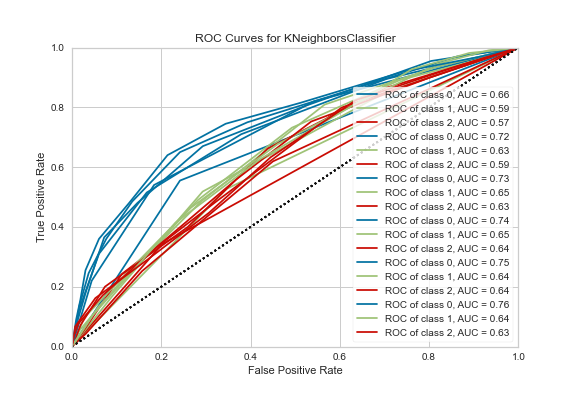 ROC Curves for KNeighborsClassifier
1.0
0.8
0.6
0.4
0.2
0.0
True Positive Rate
ROC of class 0, AUC = 0.66
ROC of class 1, AUC = 0.59
ROC of class 2, AUC = 0.57
ROC of class 0, AUC = 0.72
ROC of class 1, AUC = 0.63
ROC of class 2, AUC = 0.59
ROC of class 0, AUC = 0.73
ROC of class 1, AUC = 0.65
ROC of class 2, AUC = 0.63
ROC of class 0, AUC = 0.74
ROC of class 1, AUC = 0.65
ROC of class 2, AUC = 0.64
ROC of class 0, AUC = 0.75
ROC of class 1, AUC = 0.64
ROC of class 2, AUC = 0.64
ROC of class 0, AUC = 0.76
ROC of class 1, AUC = 0.64
ROC of class 2, AUC = 0.63
0.0 0.2 0.4 0.6 0.8 1.0
False Positive Rate